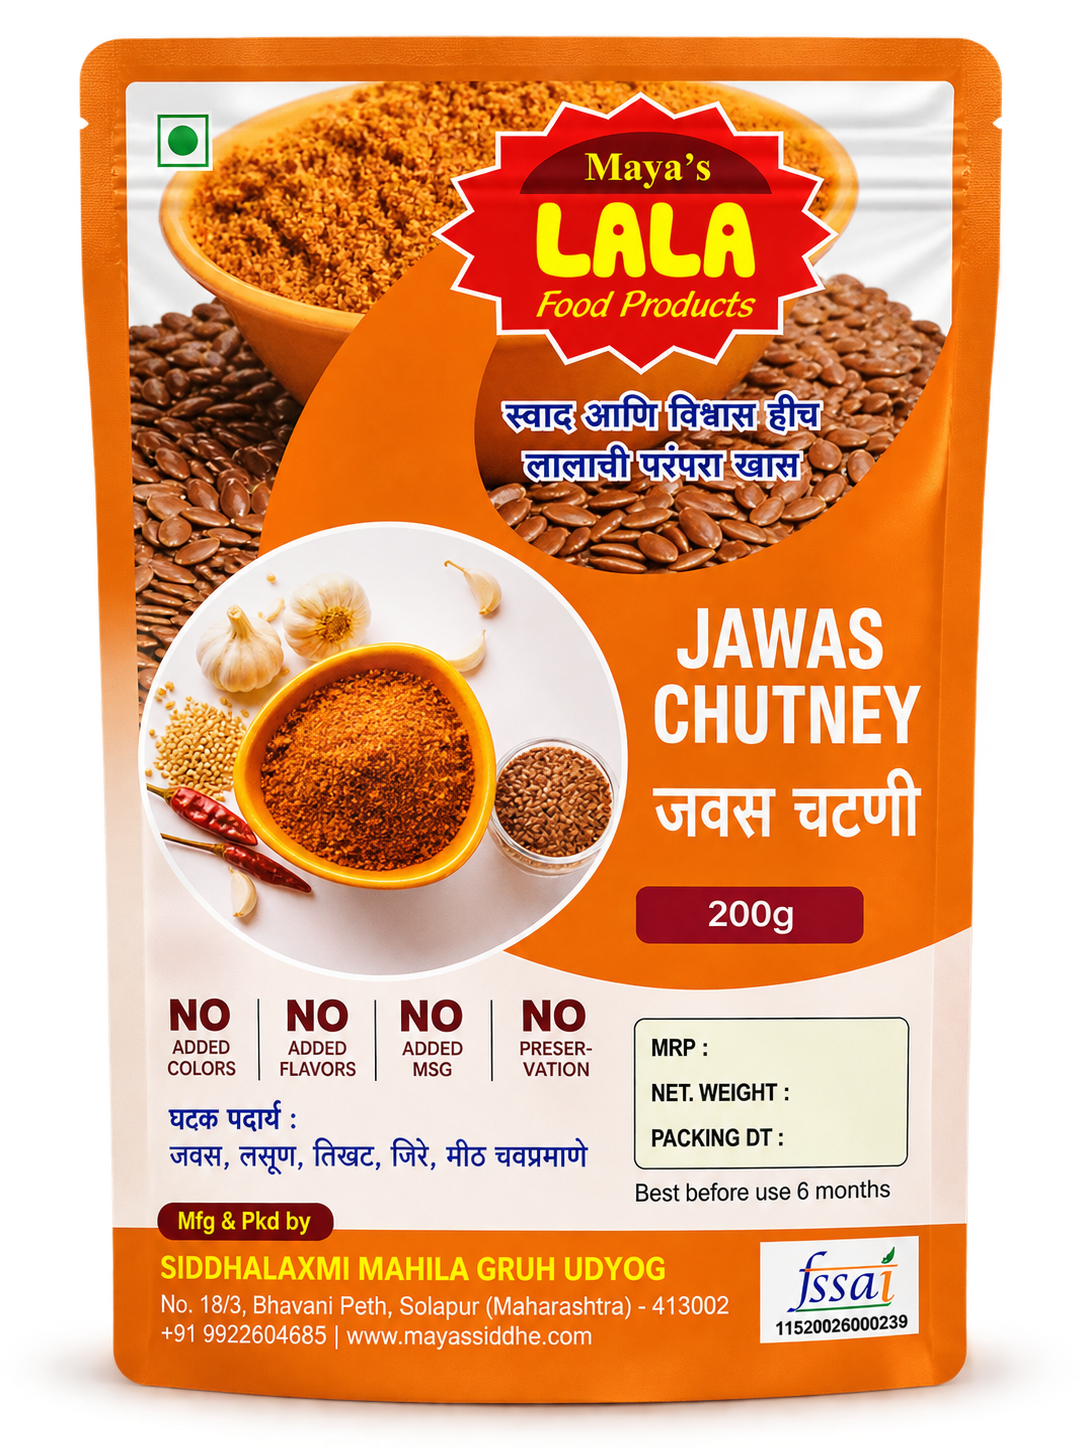 Maya's
LALA
Food Products
स्वाद आणि विश्वास हीच
लालाची परंपरा खास
JAWAS
CHUTNEY
जवस चटणी
200g
NO
ADDED
COLORS
NO
ADDED
FLAVORS
NO
ADDED
MSG
NO
PRESER-
VATION
घटक पदार्य :
जवस, लसूण, तिखट, जिरे, मीठ चवप्रमाणे
MRP :
NET. WEIGHT :
PACKING DT :
Best before use 6 months
Mfg & Pkd by
SIDDHALAXMI MAHILA GRUH UDYOG
No. 18/3, Bhavani Peth, Solapur (Maharashtra) - 413002
+91 9922604685 | www.mayassiddhe.com
fssai
11520026000239